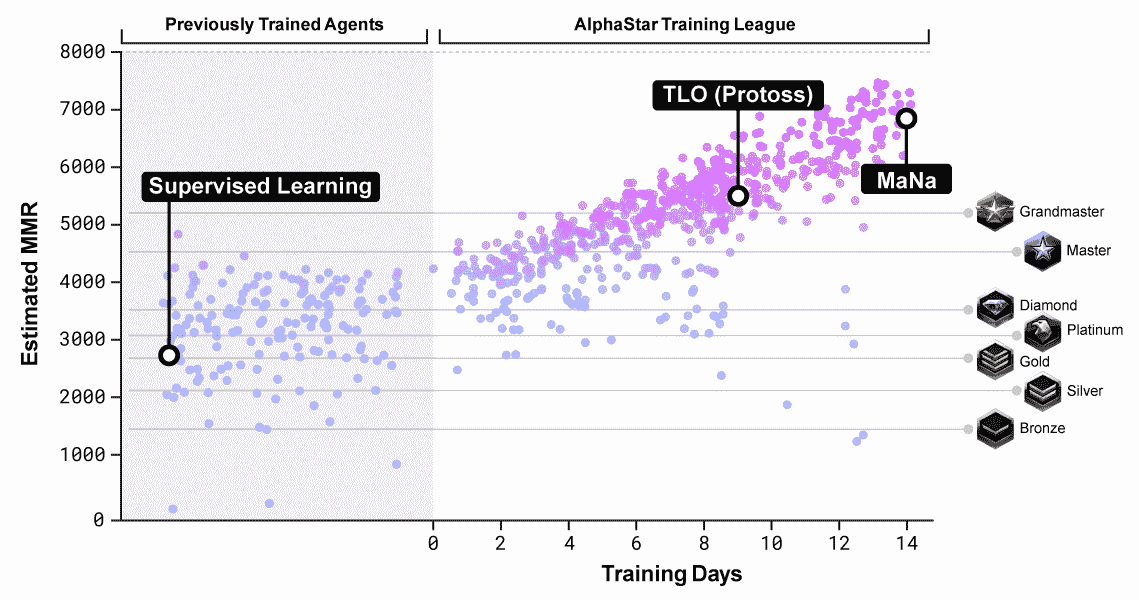 Previously Trained Agents
AlphaStar Training League
8000
7000
6000
5000
4000
3000
2000
1000
0
Estimated MMR
Supervised Learning
TLO (Protoss)
MaNa
Grandmaster
Master
Diamond
Platinum
Gold
Silver
Bronze
0 2 4 6 8 10 12 14
Training Days